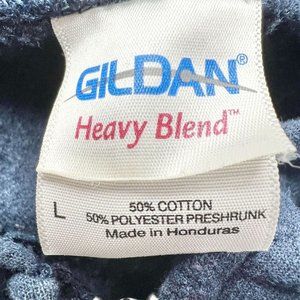 GILDAN®
Heavy Blend™
L
50% COTTON
50% POLYESTER PRESHRUNK
Made in Honduras